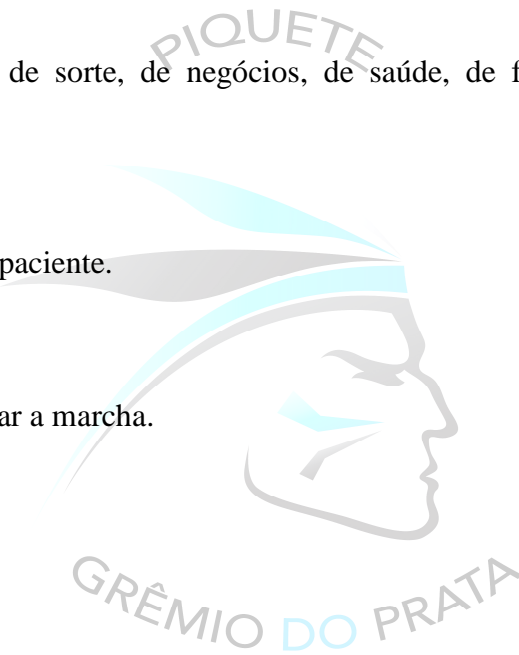 PIQUETE
de sorte, de negócios, de saúde, de f
paciente.
ar a marcha.
GRÊMIO DO PRATA